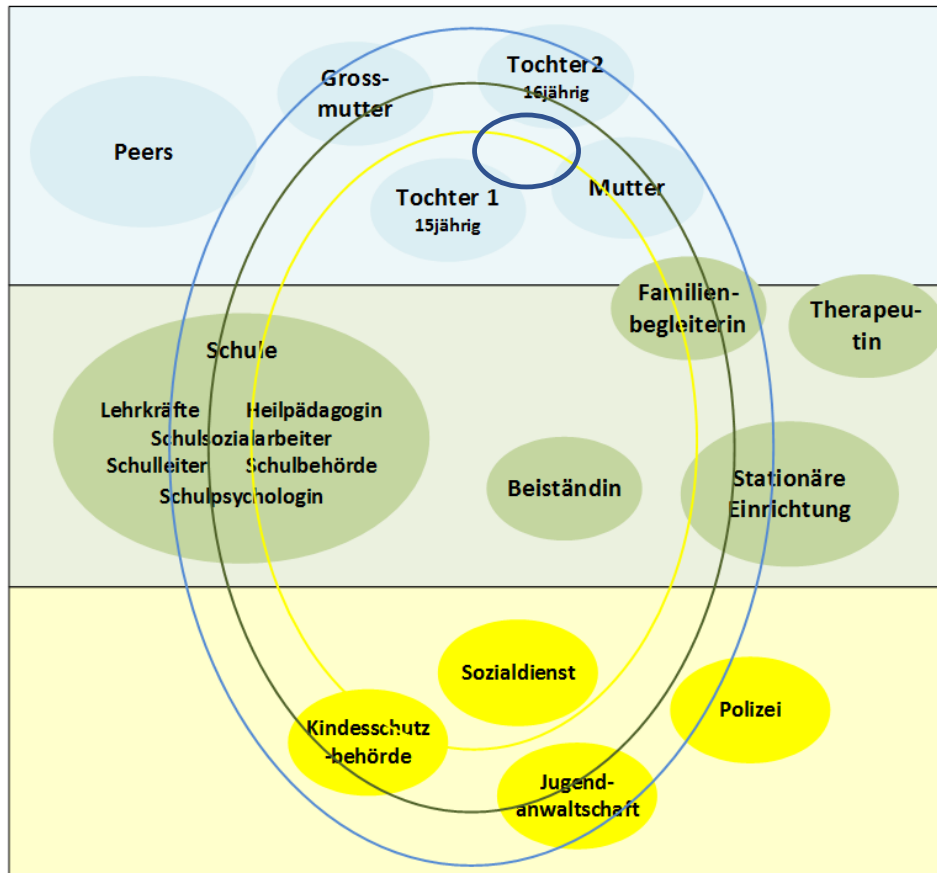 Gross-
mutter
Tochter2
16jährig
Peers
Tochter 1
15jährig
Mutter
Familien-
begleiterin
Therapeu-
tin
Schule
Lehrkräfte Heilpädagogin
Schulsozialarbeiter
Schulleiter Schulbehörde
Schulpsychologin
Beiständin
Stationäre
Einrichtung
Sozialdienst
Polizei
Kindesschutz
-behörde
Jugend-
anwaltschaft